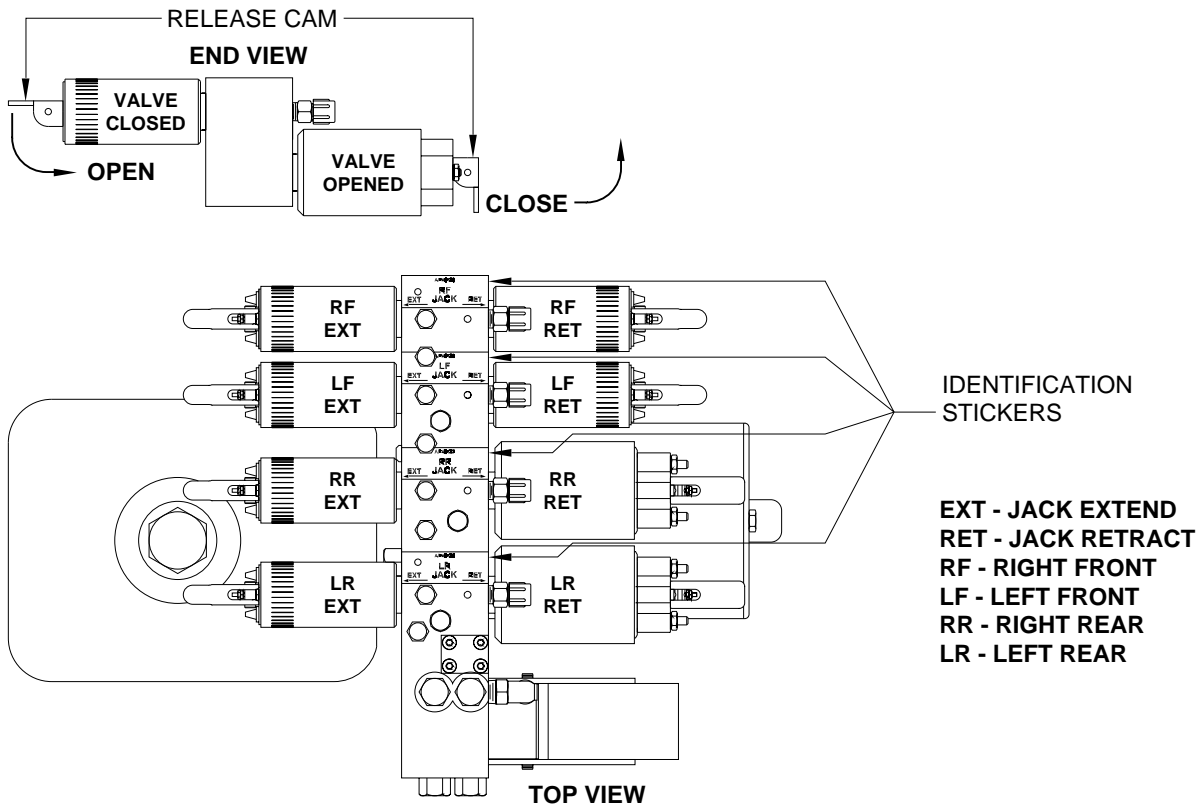 RELEASE CAM
END VIEW
VALVE
CLOSED
OPEN
VALVE
OPENED
CLOSE
RF
EXT
RF
JACK
EXT RET
RF
RET
LF
EXT
LF
JACK
EXT RET
LF
RET
IDENTIFICATION
STICKERS
RR
EXT
RR
JACK
EXT RET
RR
RET
LR
EXT
LR
JACK
EXT RET
LR
RET
EXT - JACK EXTEND
RET - JACK RETRACT
RF - RIGHT FRONT
LF - LEFT FRONT
RR - RIGHT REAR
LR - LEFT REAR
TOP VIEW